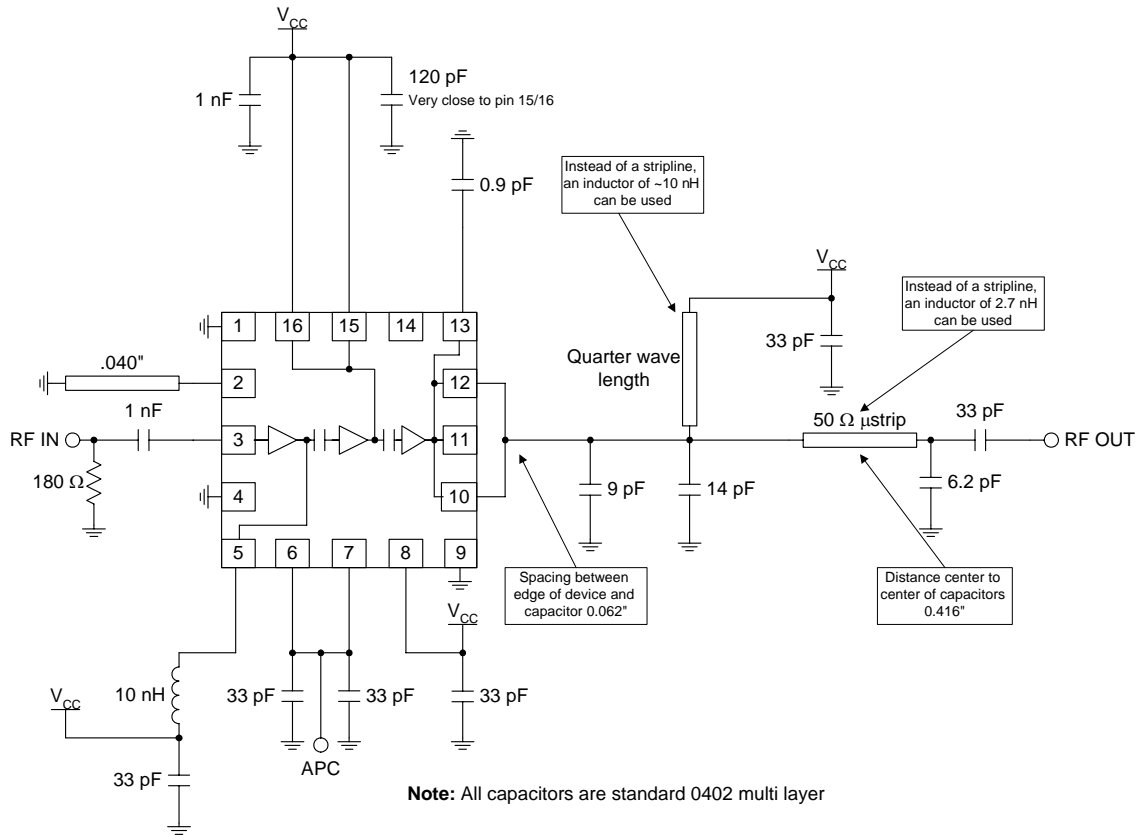 VCC
1 nF
120 pF
Very close to pin 15/16
0.9 pF
Instead of a stripline,
an inductor of ~10 nH
can be used
VCC
Instead of a stripline,
an inductor of 2.7 nH
can be used
33 pF
Quarter wave
length
1
16
15
14
13
.040"
2
12
1 nF
RF IN
3
11
50 Ω µstrip
33 pF
RF OUT
180 Ω
4
10
9 pF
14 pF
6.2 pF
5
6
7
8
9
Spacing between
edge of device and
capacitor 0.062"
Distance center to
center of capacitors
0.416"
VCC
VCC
10 nH
33 pF
33 pF
33 pF
APC
33 pF
Note: All capacitors are standard 0402 multi layer